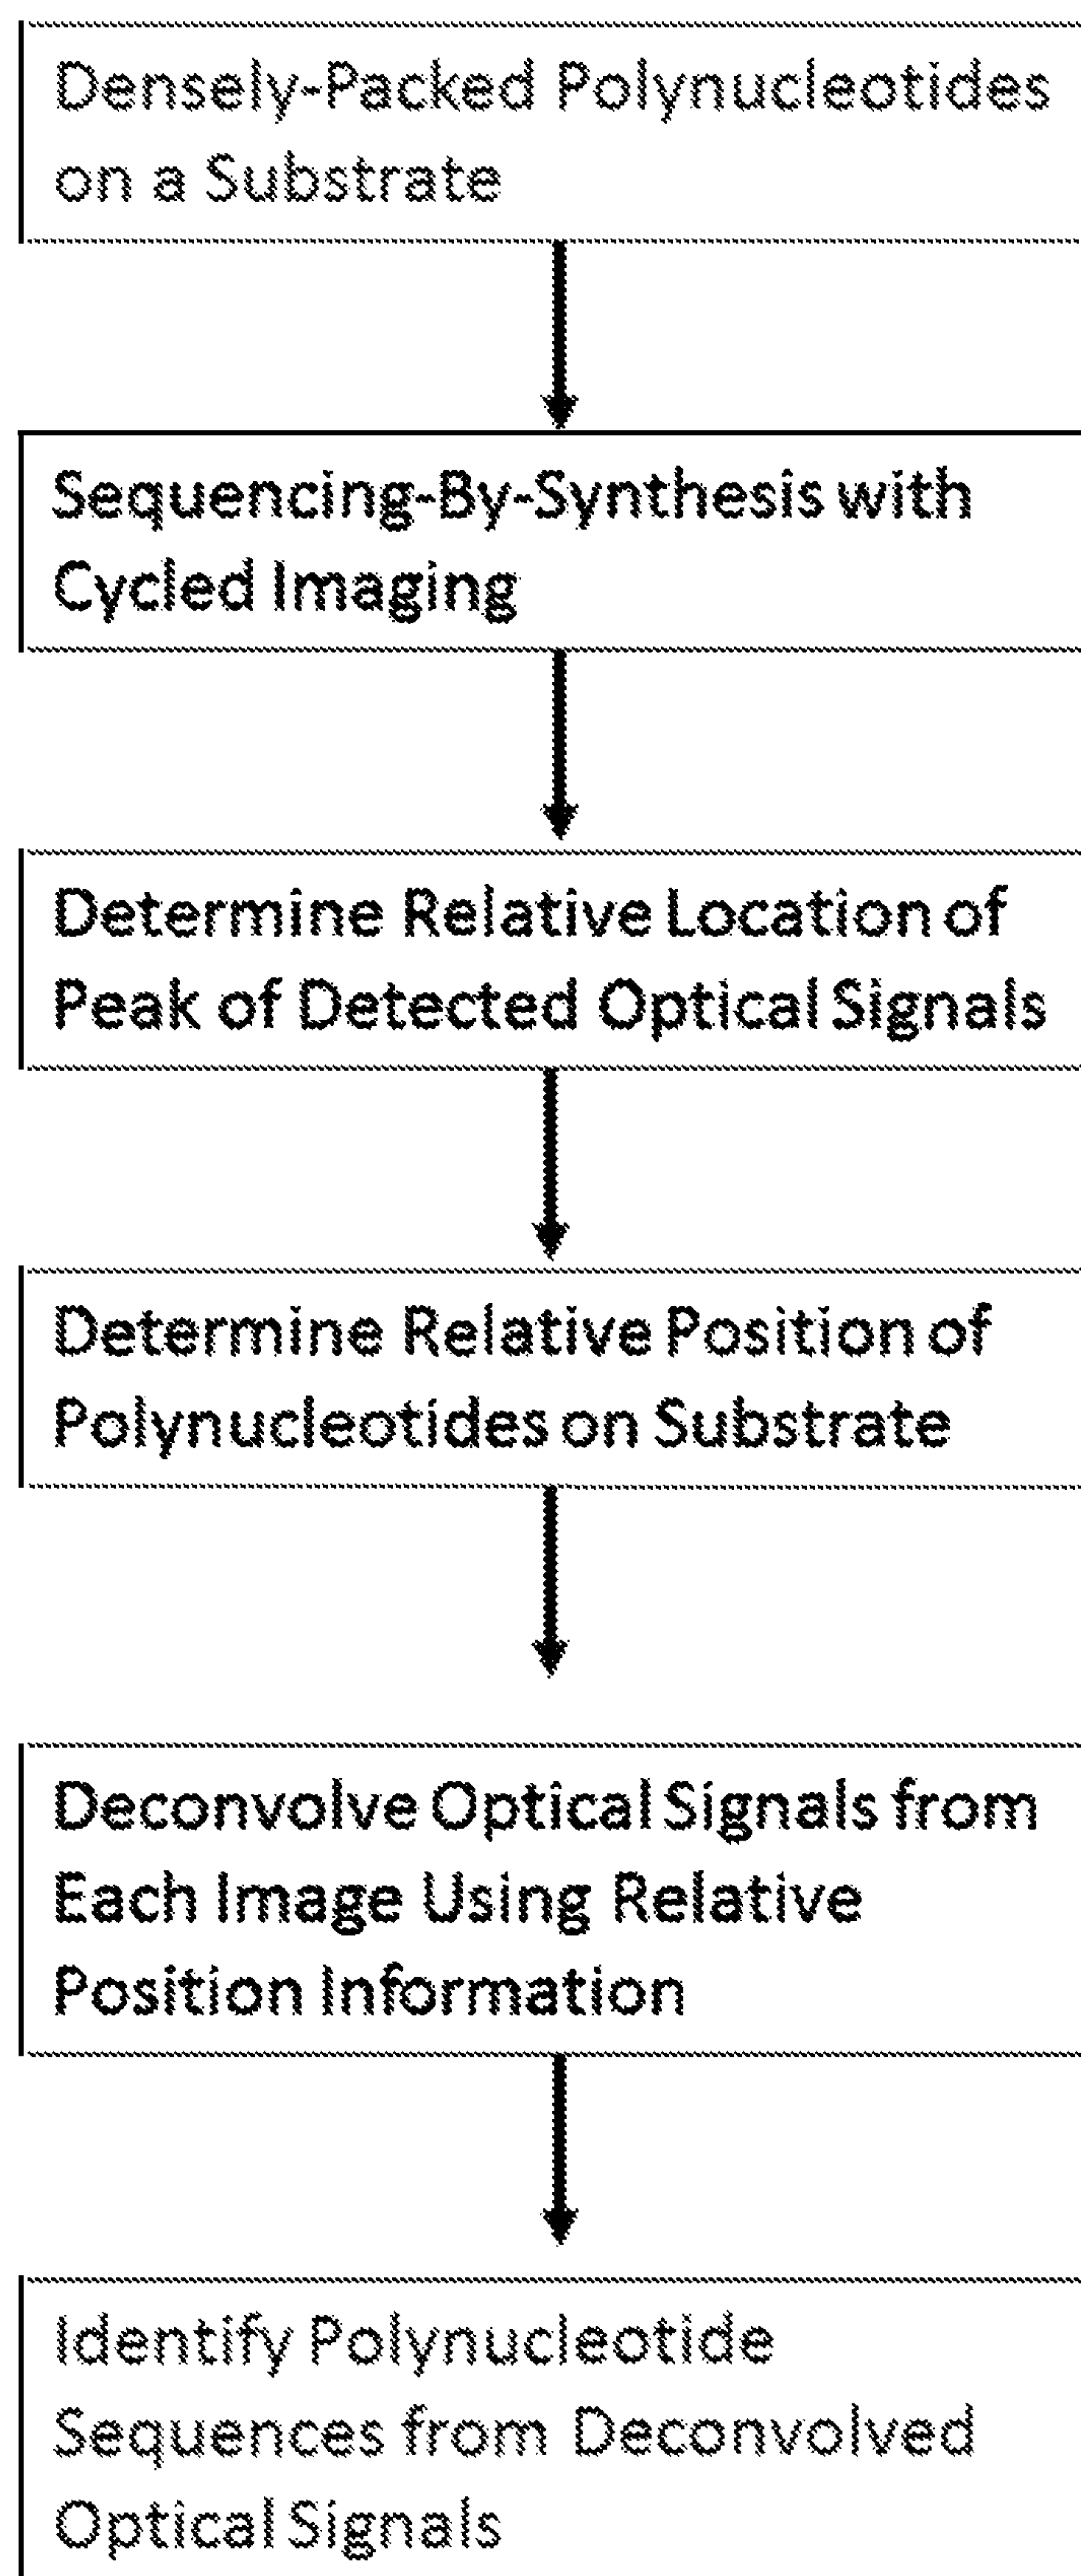 Densely-Packed Polynucleotides
on a Substrate
Sequencing-By-Synthesis with
Cycled Imaging
Determine Relative Location of
Peak of Detected Optical Signals
Determine Relative Position of
Polynucleotides on Substrate
Deconvolve Optical Signals from
Each Image Using Relative
Position Information
Identify Polynucleotide
Sequences from Deconvolved
Optical Signals